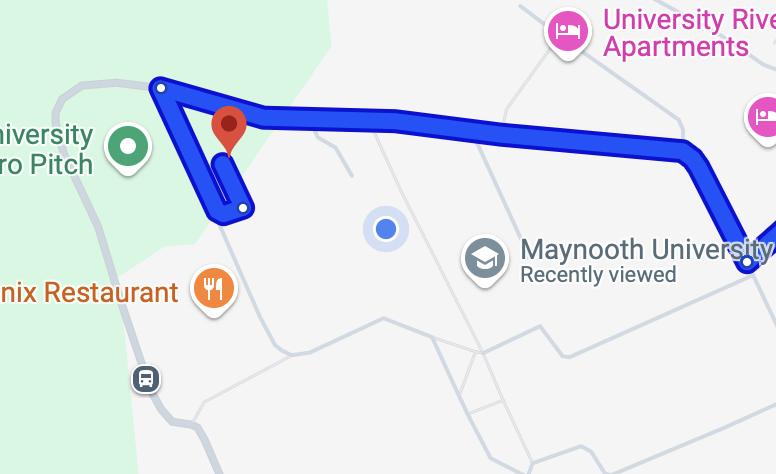 University Rive
Apartments
niversity
ro Pitch
Maynooth University
Recently viewed
nix Restaurant